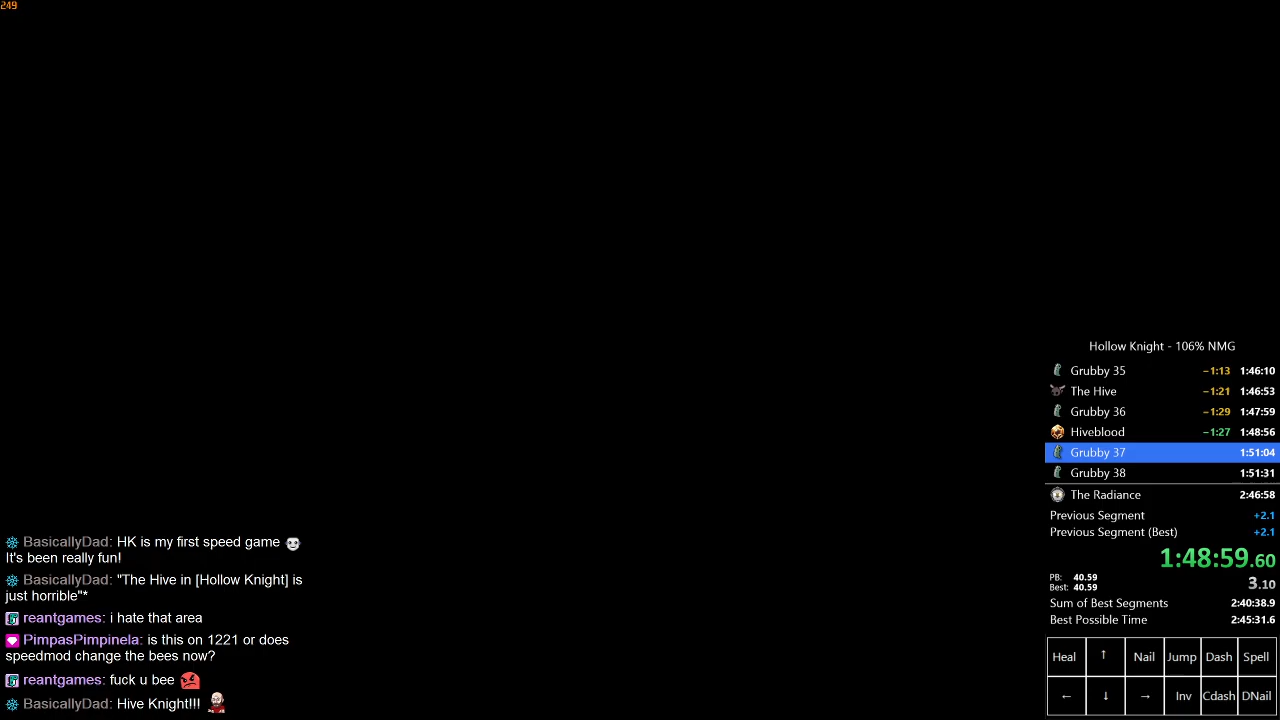 249
Hollow Knight - 106% NMG
Grubby 35 −1:13 1:46:10
The Hive −1:21 1:46:53
Grubby 36 −1:29 1:47:59
Hiveblood −1:27 1:48:56
Grubby 37 1:51:04
Grubby 38 1:51:31
The Radiance 2:46:58
Previous Segment +2.1
Previous Segment (Best) +2.1
1:48:59.60
PB: 40.59
Best: 40.59
3.10
Sum of Best Segments 2:40:38.9
Best Possible Time 2:45:31.6
Heal ↑ Nail Jump Dash Spell
← ↓ → Inv Cdash DNail
BasicallyDad: HK is my first speed game
It's been really fun!
BasicallyDad: "The Hive in [Hollow Knight] is
just horrible"*
reantgames: i hate that area
PimpasPimpinela: is this on 1221 or does
speedmod change the bees now?
reantgames: fuck u bee
BasicallyDad: Hive Knight!!!